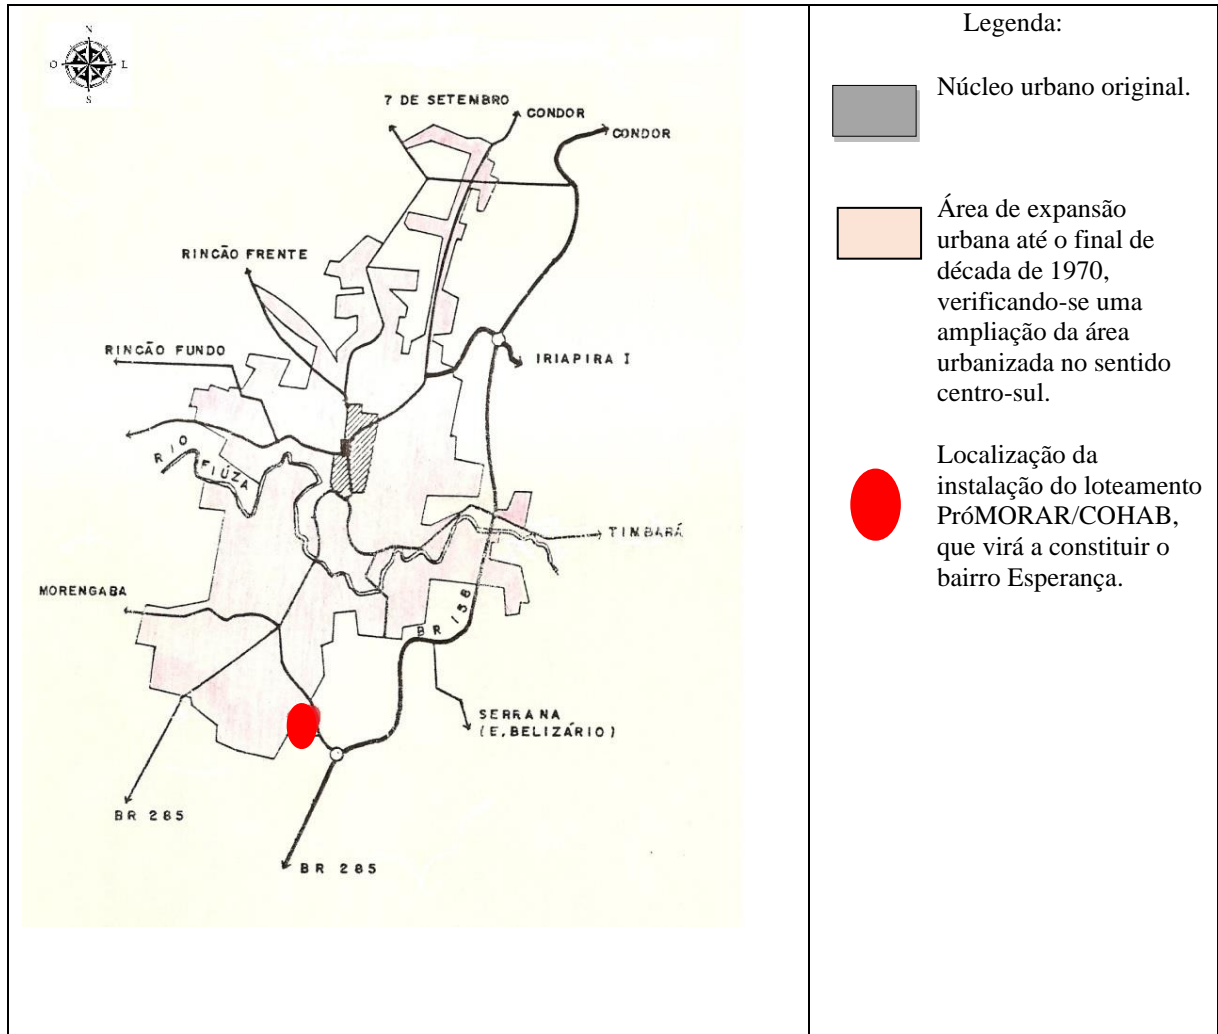 N
O
L
S
7 DE SETEMBRO
CONDOR
CONDOR
RINCÃO FRENTE
RINCÃO FUNDO
IRIAPIRA I
RIO
FIÚZA
TIMBARÁ
MORENGABA
BR 158
SERRANA
(E. BELIZÁRIO)
BR 285
BR 285
Legenda:
Núcleo urbano original.
Área de expansão
urbana até o final de
década de 1970,
verificando-se uma
ampliação da área
urbanizada no sentido
centro-sul.
Localização da
instalação do loteamento
PróMORAR/COHAB,
que virá a constituir o
bairro Esperança.